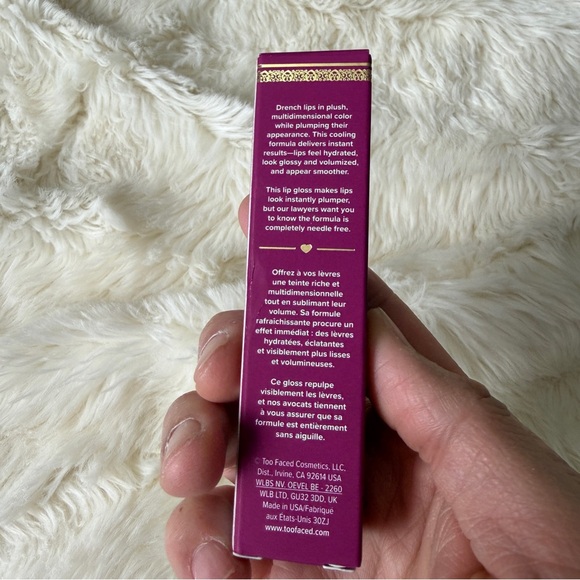 Drench lips in plush,
multidimensional color
while plumping their
appearance. This cooling
formula delivers instant
results—lips feel hydrated,
look glossy and volumized,
and appear smoother.
This lip gloss makes lips
look instantly plumper,
but our lawyers want you
to know the formula is
completely needle free.
Offrez à vos lèvres
une teinte riche et
multidimensionnelle
tout en sublimant leur
volume. Sa formule
rafraichissante procure un
effet immédiat : des lèvres
hydratées, éclatantes
et visiblement plus lisses
et volumineuses.
Ce gloss repulpe
visiblement les lèvres,
et nos avocats tiennent
à vous assurer que sa
formule est entièrement
sans aiguille.
© Too Faced Cosmetics, LLC,
Dist., Irvine, CA 92614 USA
WLBS NV, OEVEL BE - 2260
WLB LTD, GU32 3DD, UK
Made in USA/Fabriqué
aux États-Unis 30ZJ
www.toofaced.com